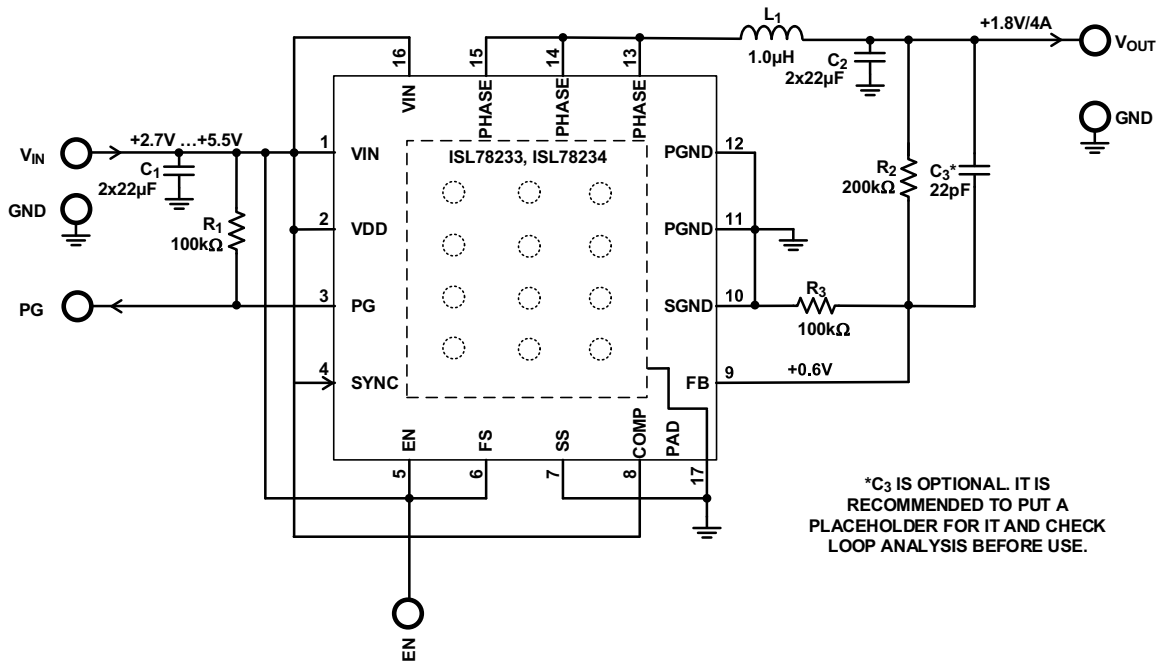 L1
1.0µH
+1.8V/4A
VOUT
C2
2x22µF
GND
16
15
14
13
VIN
PHASE
PHASE
PHASE
ISL78233, ISL78234
VIN
+2.7V ...+5.5V
C1
2x22µF
GND
R1
100kΩ
PG
1
VIN
2
VDD
3
PG
4
SYNC
PGND
12
PGND
11
SGND
10
FB
9
+0.6V
R3
100kΩ
R2
200kΩ
C3*
22pF
EN
FS
SS
COMP
PAD
5
6
7
8
17
EN
*C3 IS OPTIONAL. IT IS
RECOMMENDED TO PUT A
PLACEHOLDER FOR IT AND CHECK
LOOP ANALYSIS BEFORE USE.